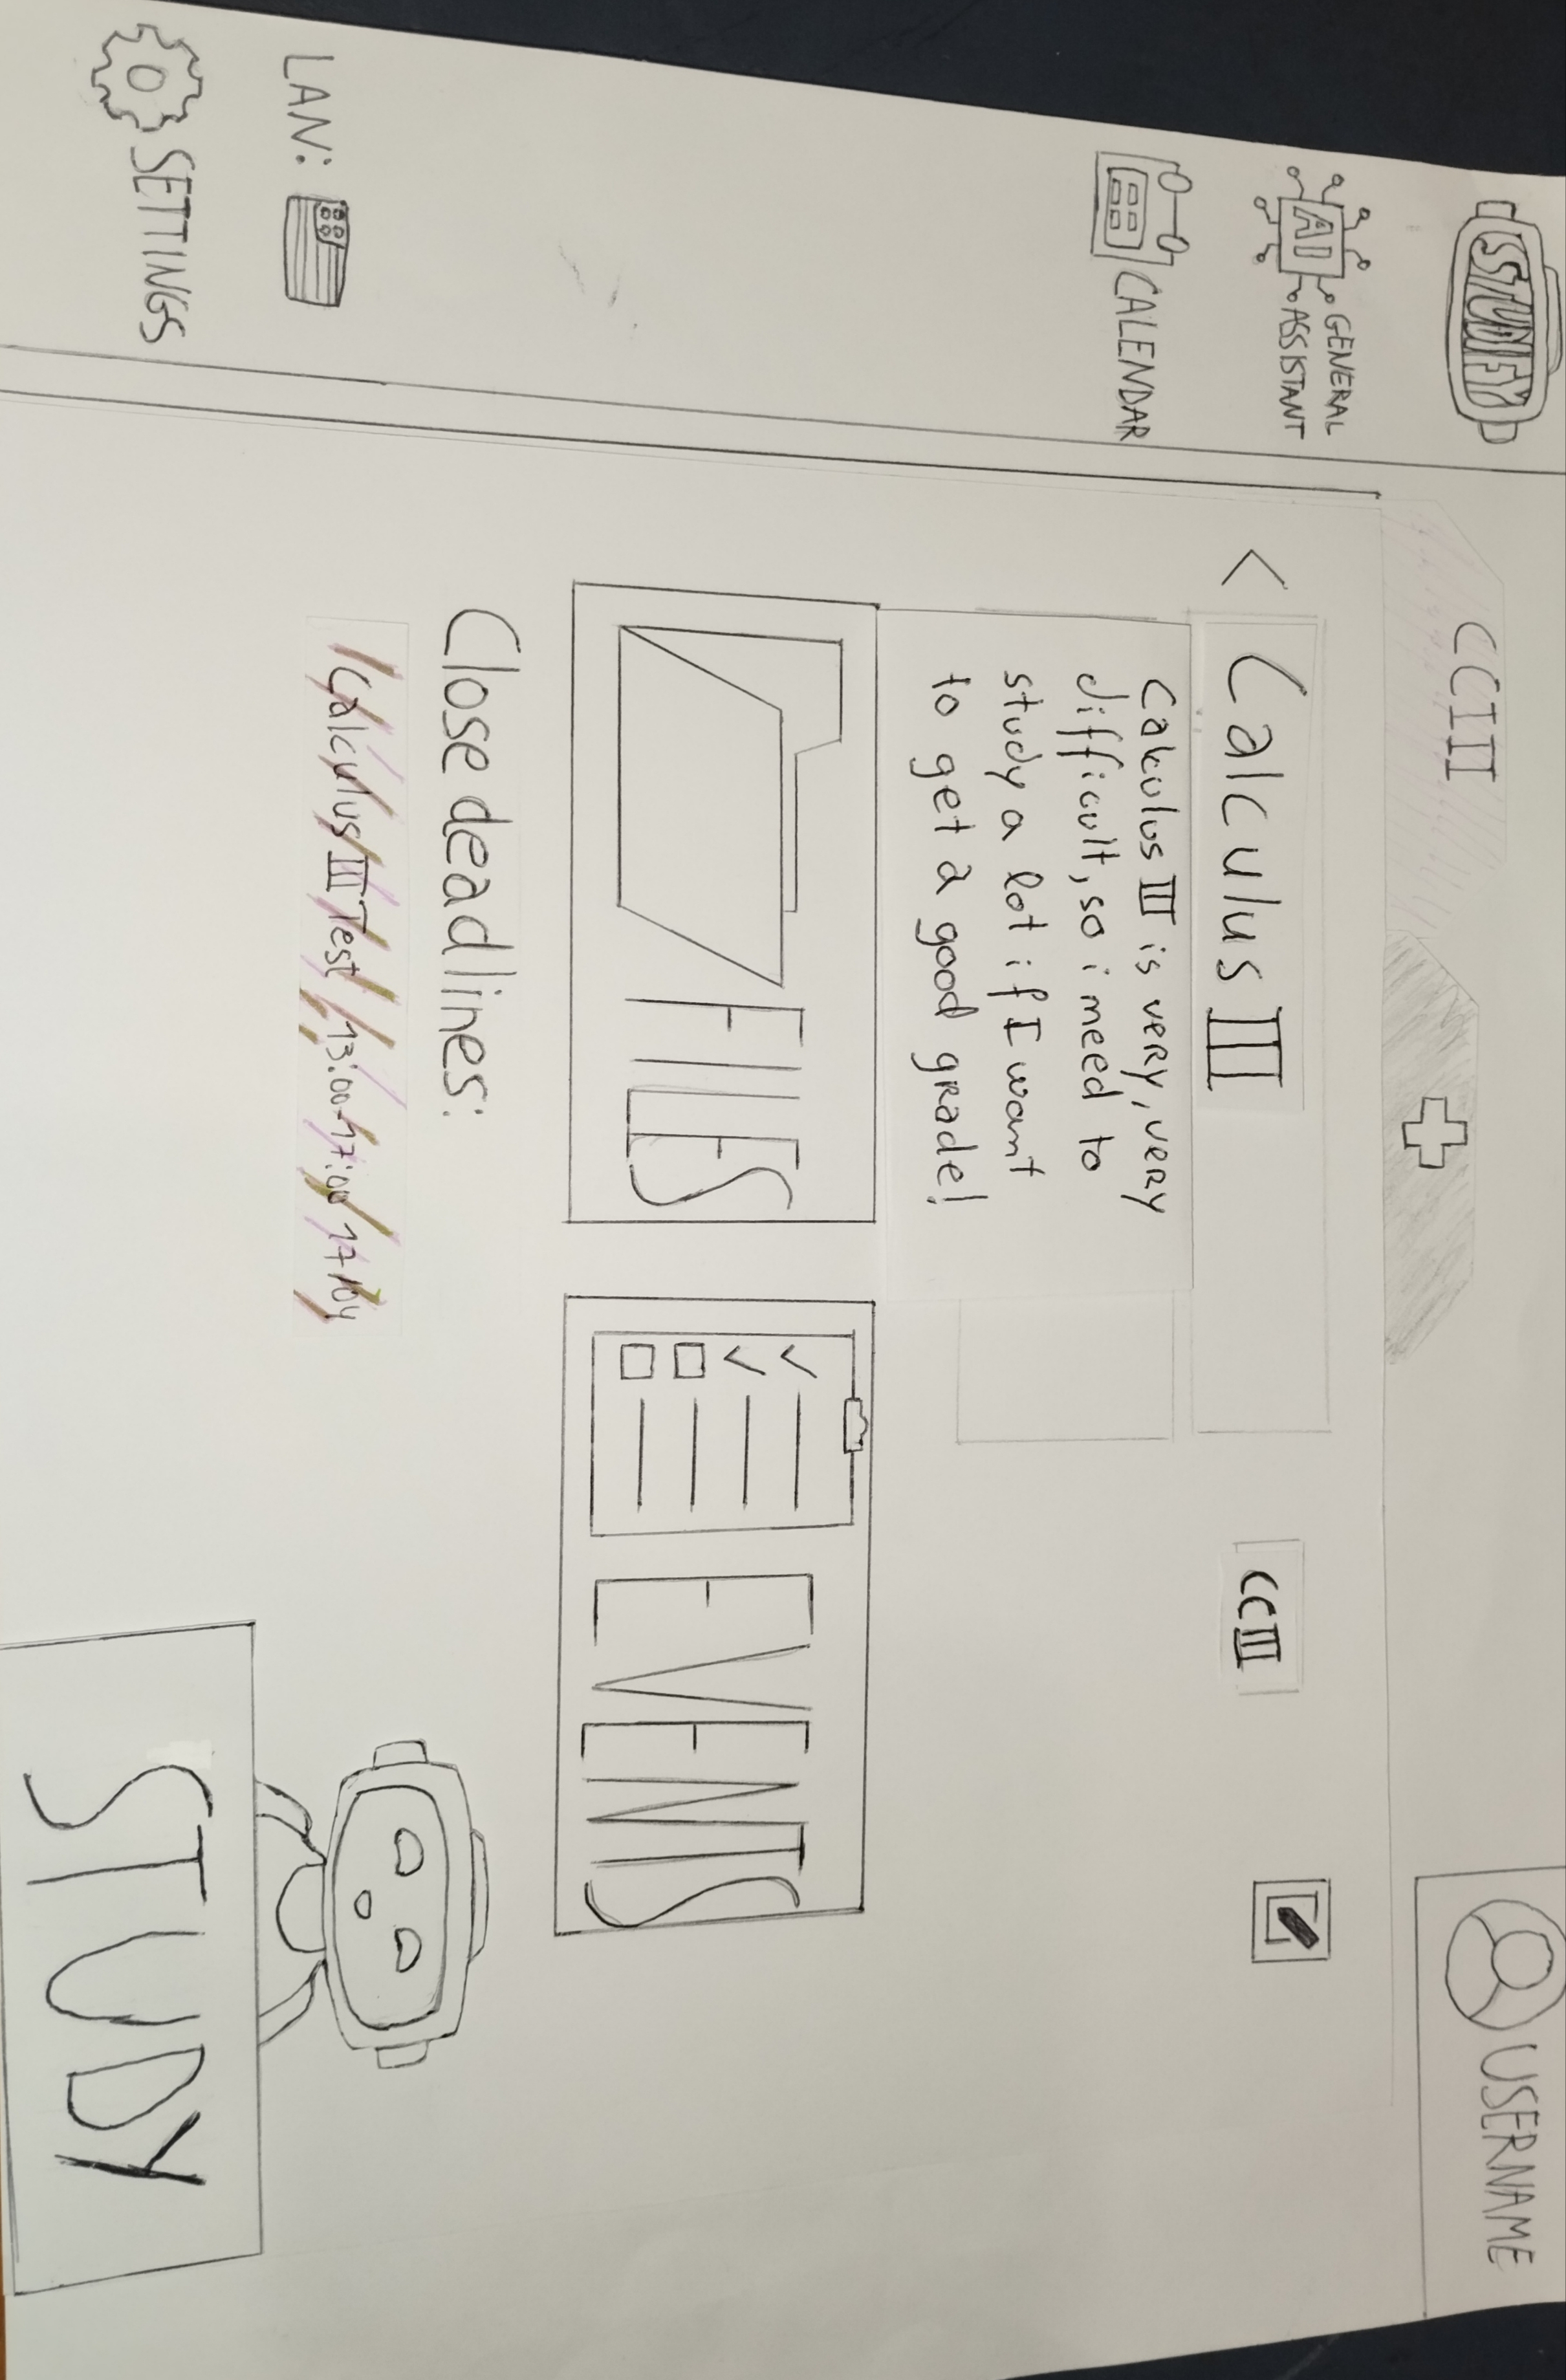 STUDIFY
CCIII
USERNAME
AI
GENERAL
ASSISTANT
CALENDAR
LAN:
SETTINGS
<
Calculus III
CCIII
Calculus III is very, very
difficult, so i need to
study a lot if I want
to get a good grade!
FILES
EVENTS
Close deadlines:
Calculus III Test 13:00-17:00 17/04
STUDY